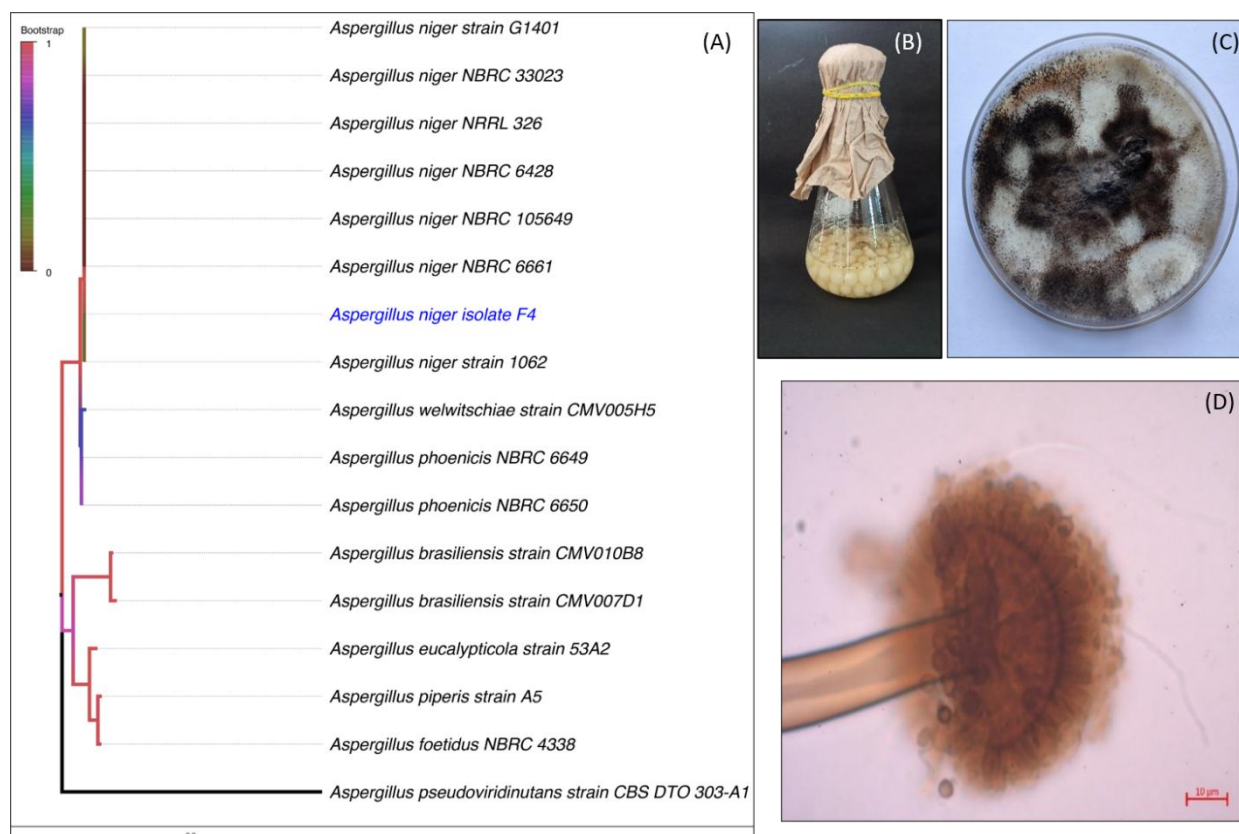 Bootstrap
1
0
Aspergillus niger strain G1401
Aspergillus niger NBRC 33023
Aspergillus niger NRRL 326
Aspergillus niger NBRC 6428
Aspergillus niger NBRC 105649
Aspergillus niger NBRC 6661
Aspergillus niger isolate F4
Aspergillus niger strain 1062
Aspergillus welwitschiae strain CMV005H5
Aspergillus phoenicis NBRC 6649
Aspergillus phoenicis NBRC 6650
Aspergillus brasiliensis strain CMV010B8
Aspergillus brasiliensis strain CMV007D1
Aspergillus eucalypticola strain 53A2
Aspergillus piperis strain A5
Aspergillus foetidus NBRC 4338
Aspergillus pseudoviridinutans strain CBS DTO 303-A1
(A)
(B)
(C)
(D)
10 µm